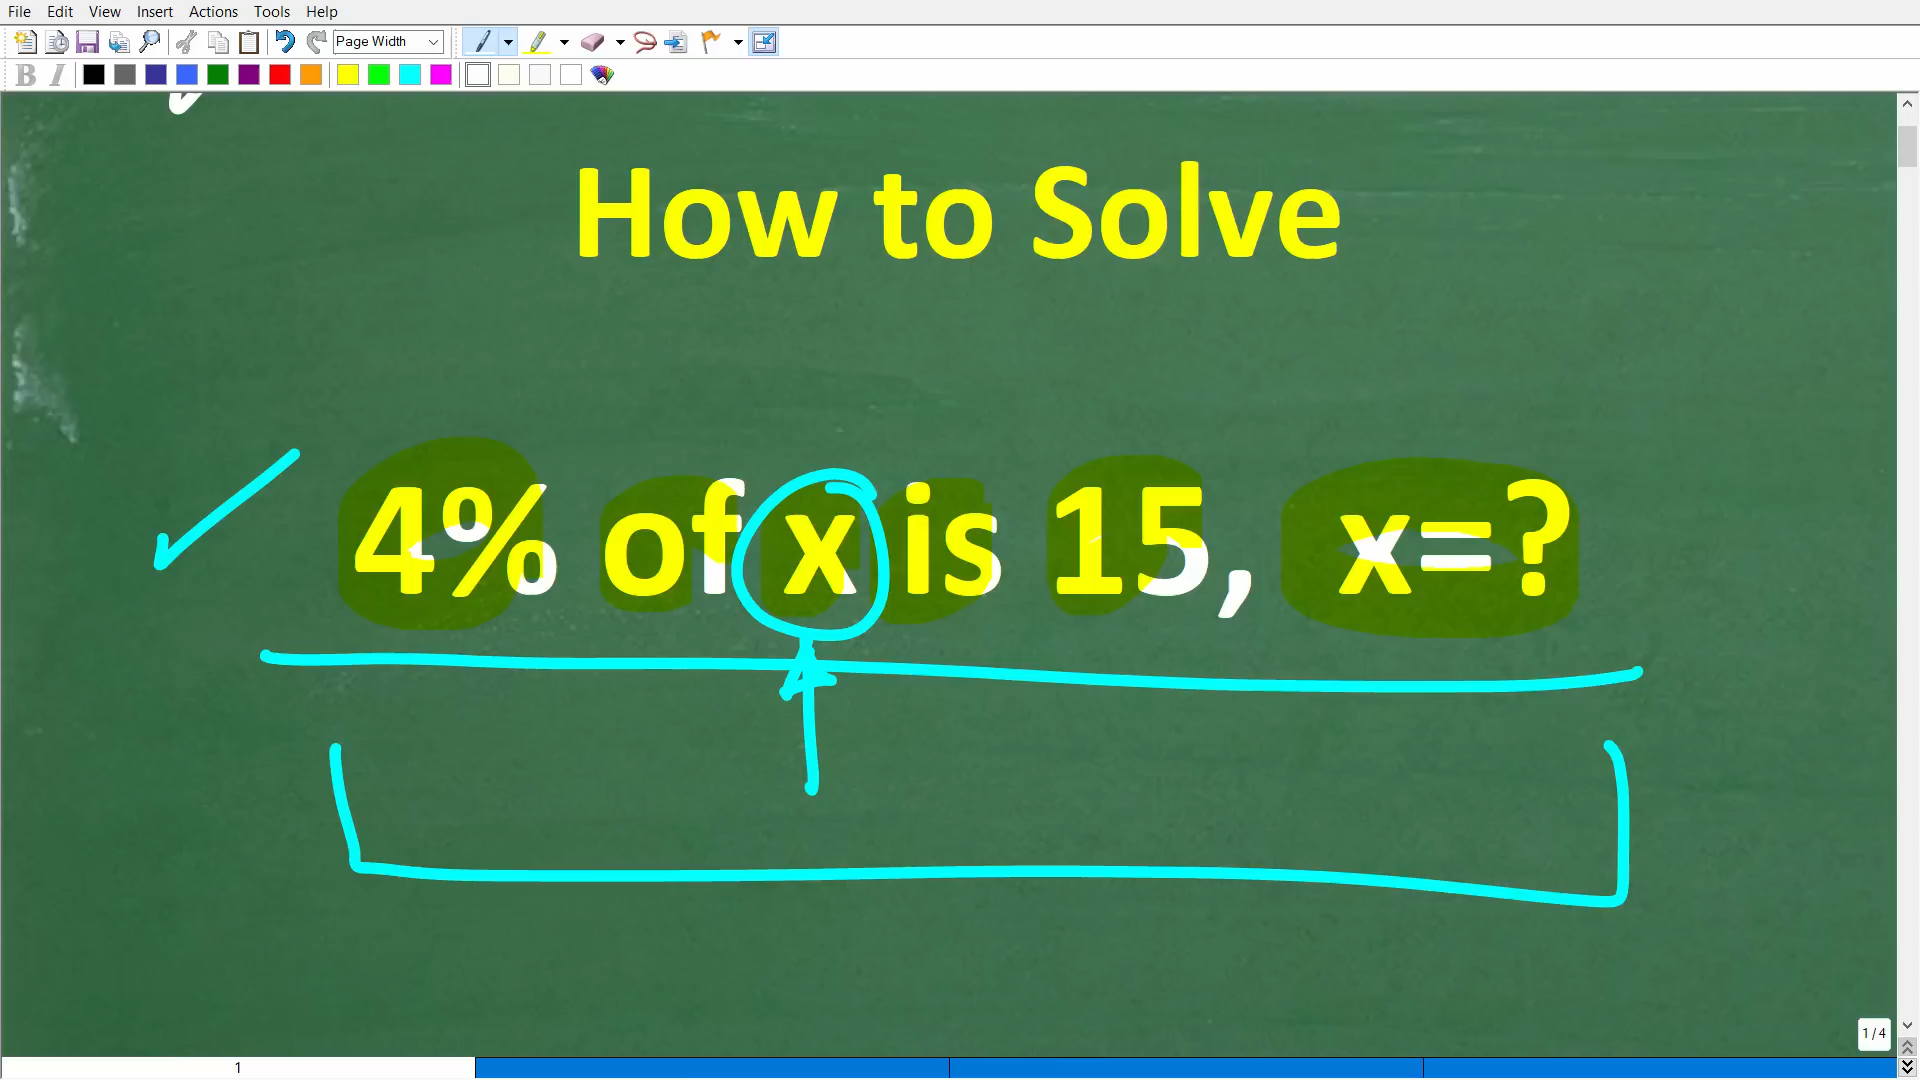 File Edit View Insert Actions Tools Help
Page Width
B I
How to Solve
4% of x is 15, x=?
1 / 4
1